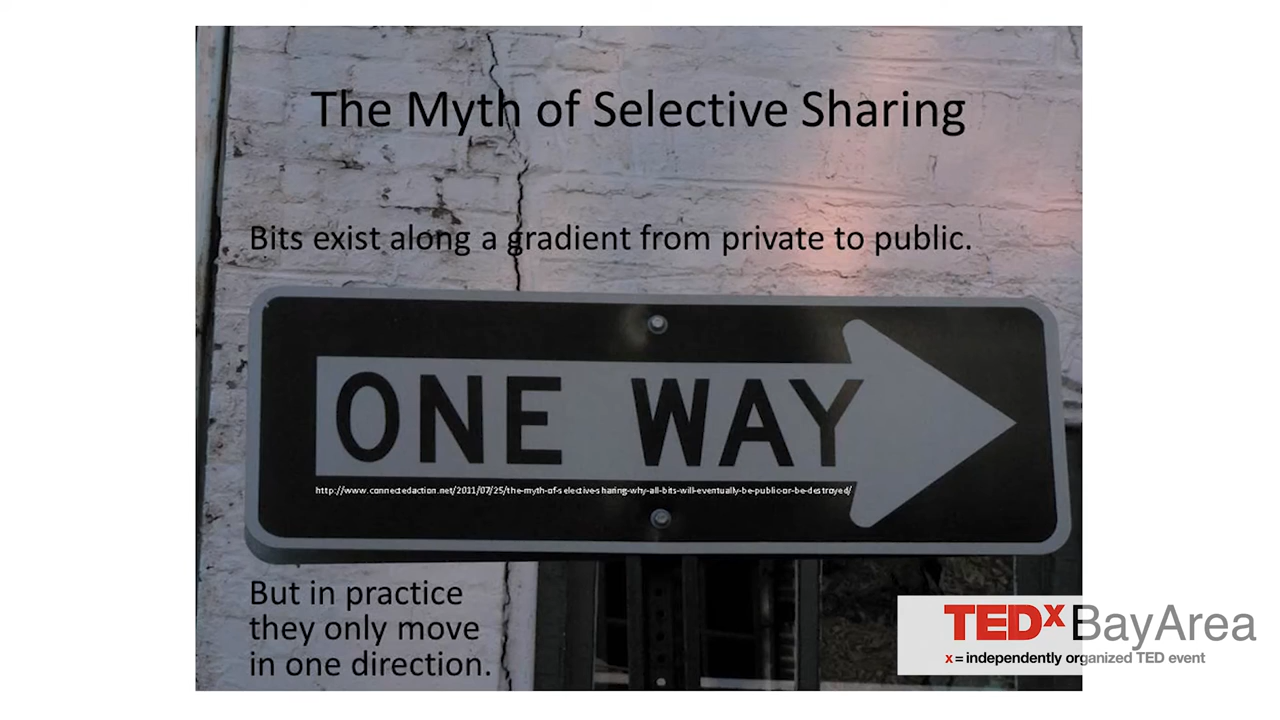 The Myth of Selective Sharing
Bits exist along a gradient from private to public.
ONE WAY
http://www.connectedaction.net/2011/07/25/the-myth-of-selective-sharing-why-all-bits-will-eventually-be-public-or-be-destroyed/
But in practice
they only move
in one direction.
TEDx BayArea
x = independently organized TED event